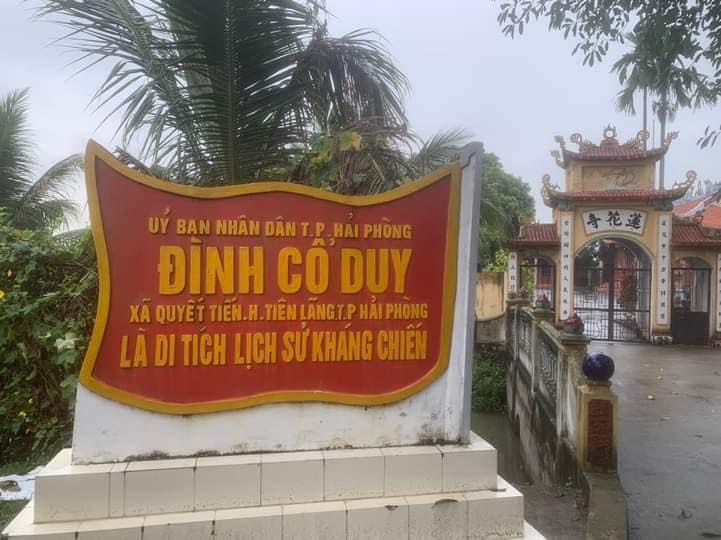 UỶ BAN NHÂN DÂN T.P. HẢI PHÒNG
ĐÌNH CỔ DUY
XÃ QUYẾT TIẾN.H.TIÊN LÃNG.T.P HẢI PHÒNG
LÀ DI TÍCH LỊCH SỬ KHÁNG CHIẾN
寺花蓮